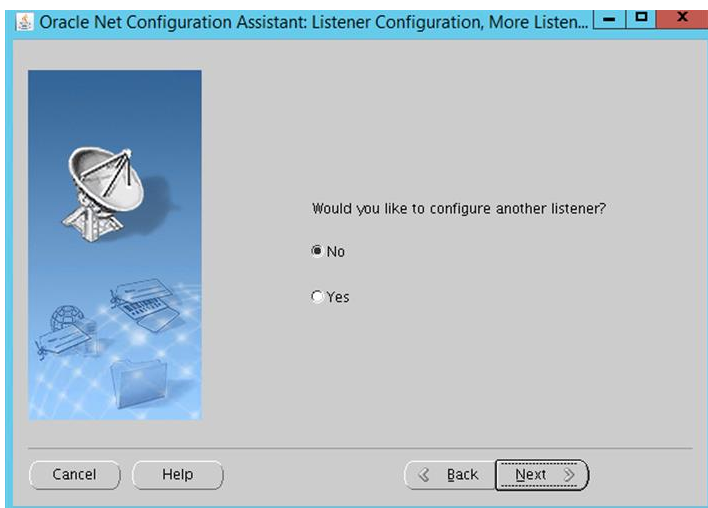 Oracle Net Configuration Assistant: Listener Configuration, More Listen...
Would you like to configure another listener?
No
Yes
Cancel
Help
Back
Next